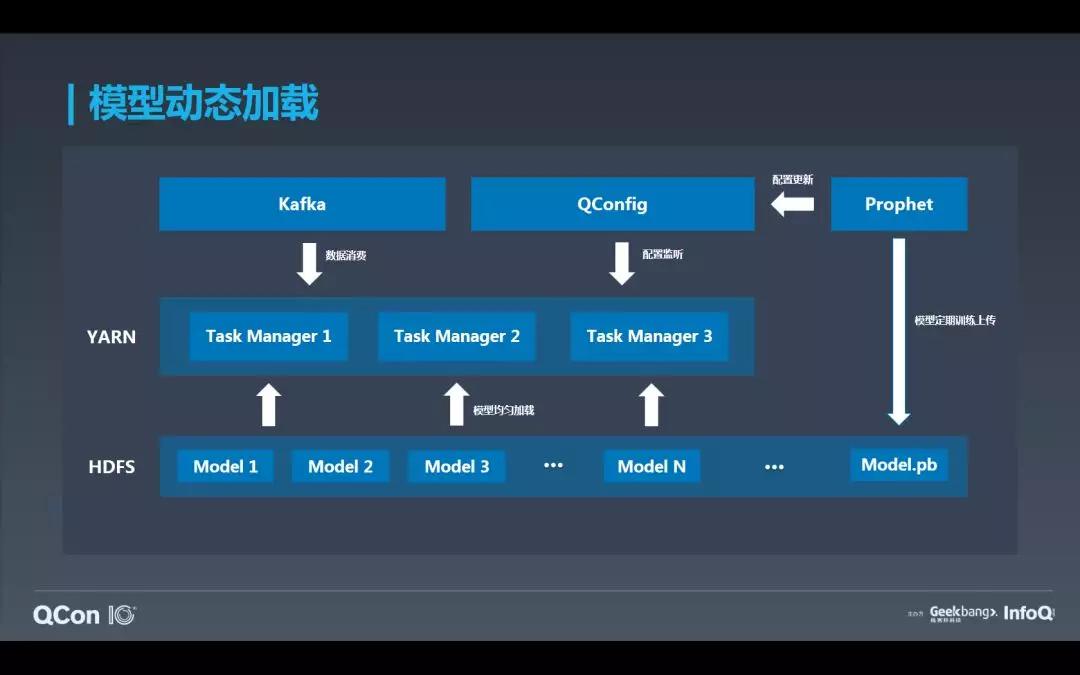 模型动态加载
配置更新
Kafka
QConfig
Prophet
数据消费
配置监听
模型定期训练上传
YARN
Task Manager 1
Task Manager 2
Task Manager 3
模型均匀加载
HDFS
Model 1
Model 2
Model 3
...
Model N
...
Model.pb
QCon 10
主办方
Geekbang>.
极客邦科技
InfoQ